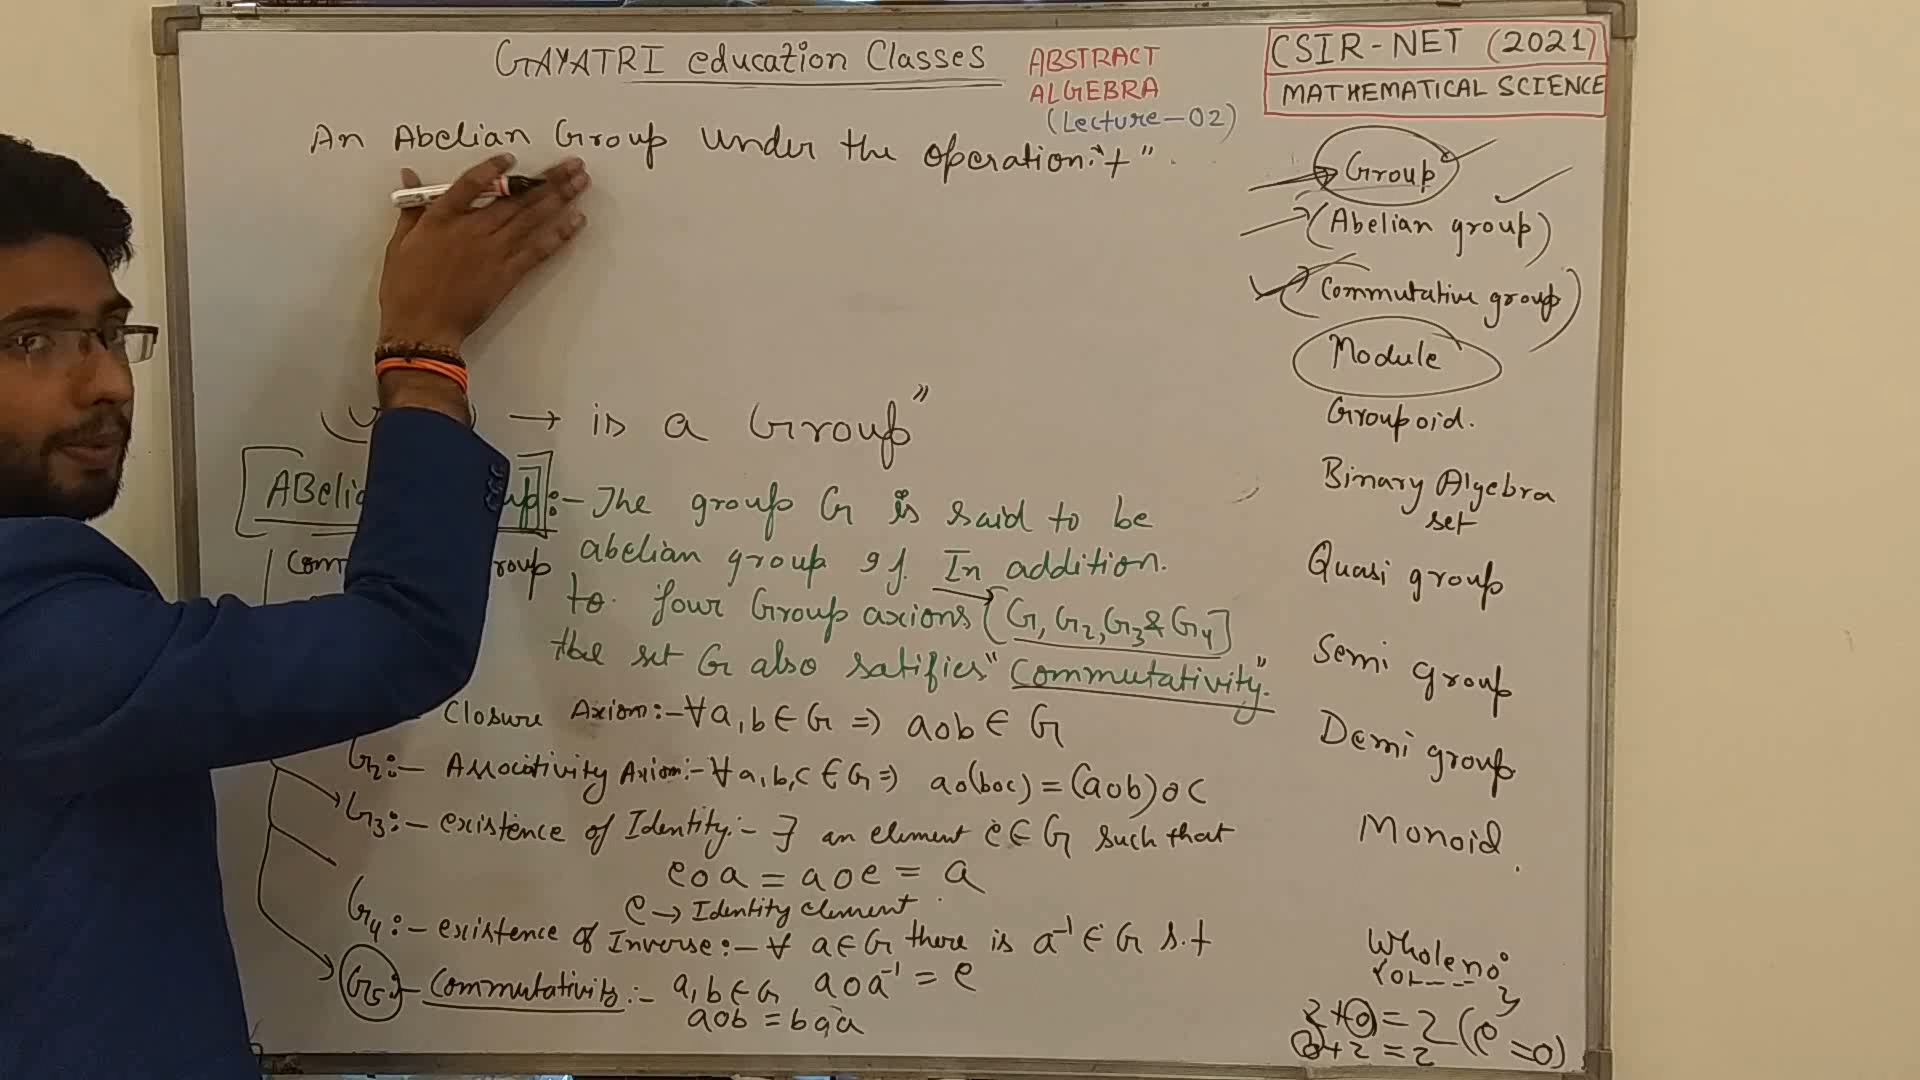 GAYATRI education Classes
ABSTRACT
ALGEBRA
(Lecture-02)
CSIR-NET (2021)
MATHEMATICAL SCIENCE
An Abelian Group under the operation "+".
→ is a Group"
:- The group G is said to be
abelian group if In addition.
to four Group axioms [G, G2, G3 & G4]
the set G also satifies "Commutativity".
Closure Axiom:- ∀ a,b ∈ G ⇒ aob ∈ G
G2:- Associativity Axiom:- ∀ a,b,c ∈ G ⇒ ao(boc) = (aob)oc
G3:- existence of Identity:- ∃ an element e ∈ G such that
eoa = aoe = a
e → Identity element.
G4:- existence of Inverse:- ∀ a ∈ G there is a⁻¹ ∈ G s.t
aoa⁻¹ = e
G5:- Commutativity:- a,b ∈ G
aob = boa
Group
(Abelian group)
(Commutative group)
Module
Groupoid.
Binary Algebra
set
Quasi group
Semi group
Demi group
Monoid.
Whole no
2+0 = 2 (e=0)
0+2 = 2